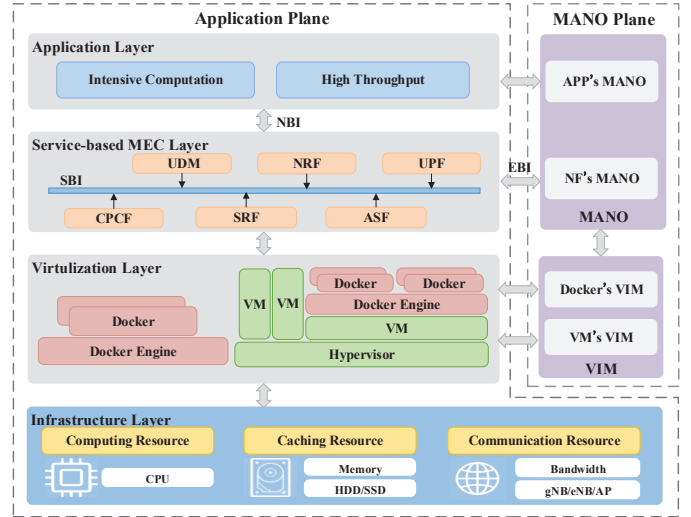 Application Plane
MANO Plane
Application Layer
Intensive Computation
High Throughput
APP's MANO
NBI
Service-based MEC Layer
UDM
NRF
UPF
EBI
SBI
NF's MANO
CPCF
SRF
ASF
MANO
Virtulization Layer
Docker
Docker
VM
VM
Docker Engine
Docker's VIM
Docker
VM
VM's VIM
Docker Engine
Hypervisor
VIM
Infrastructure Layer
Computing Resource
Caching Resource
Communication Resource
CPU
Memory
Bandwidth
HDD/SSD
gNB/eNB/AP